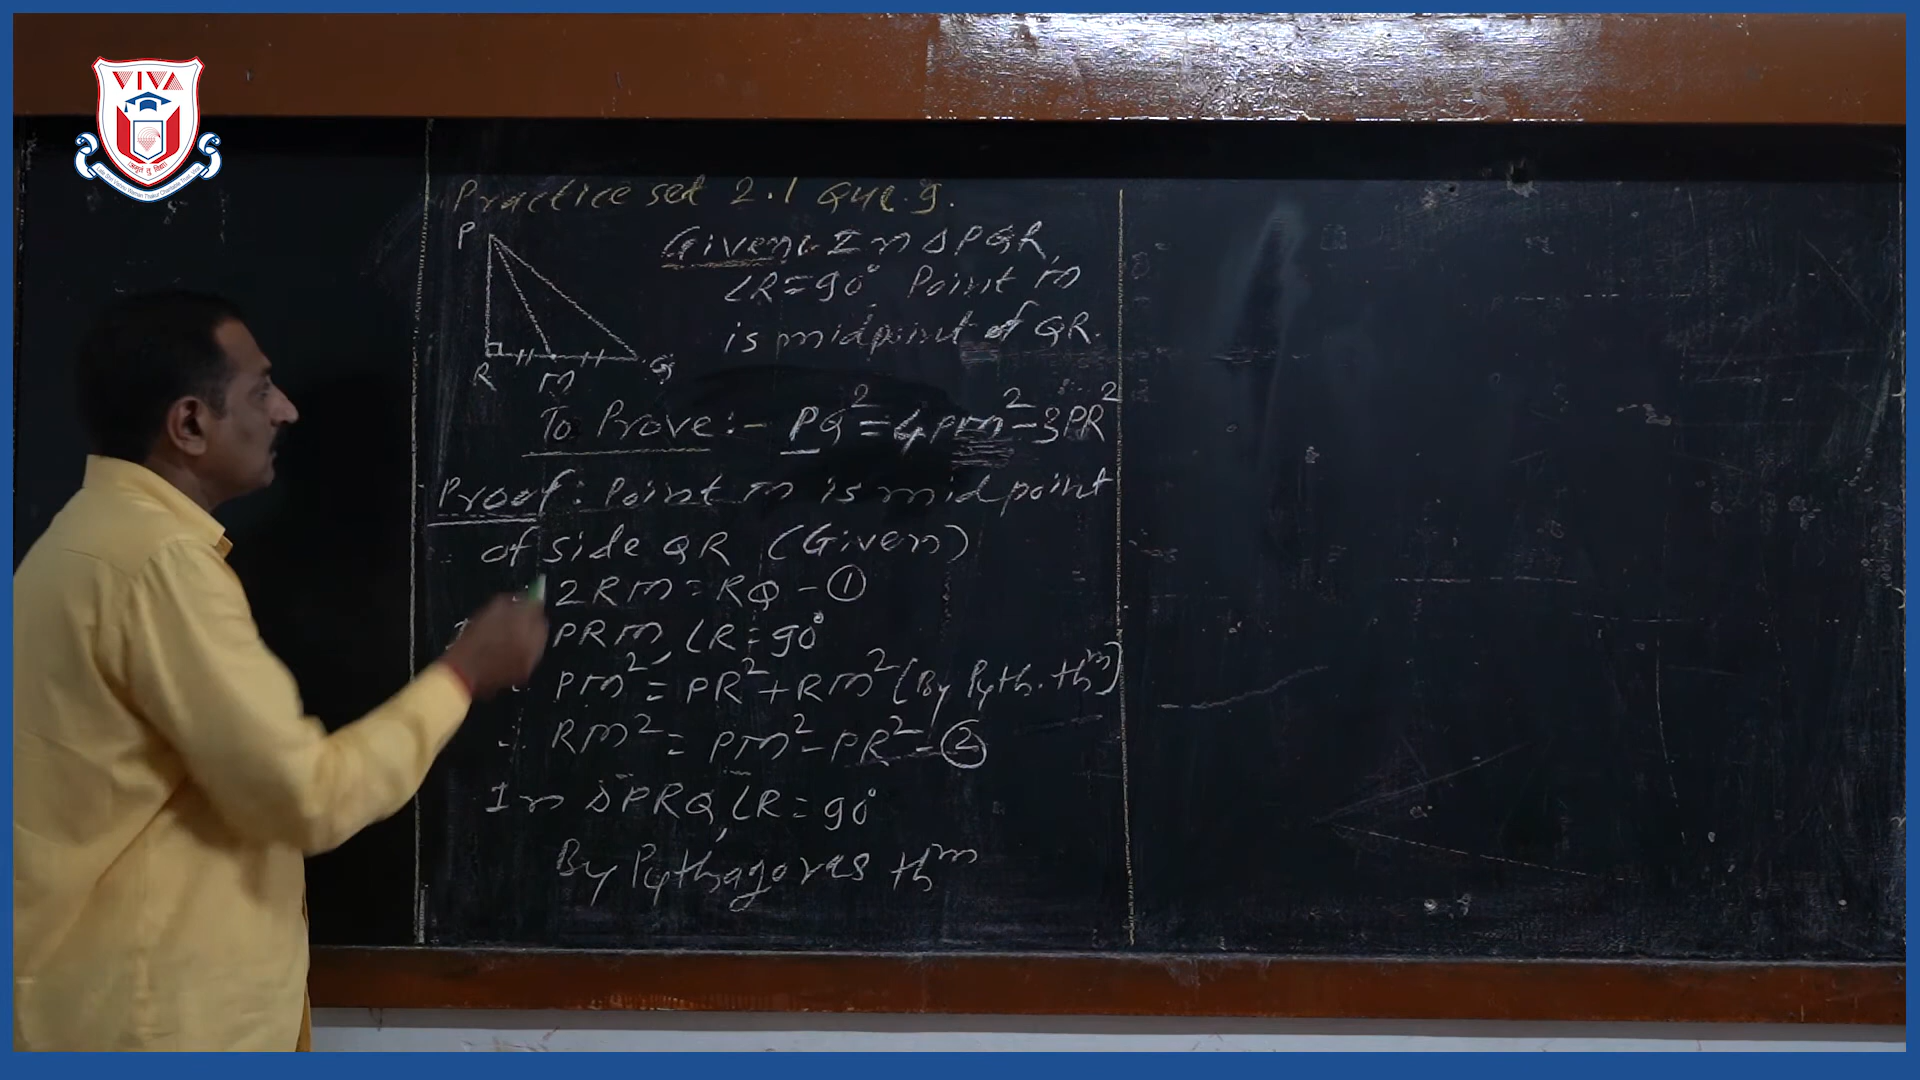 VIVA
Practice set 2.1 Que. 9.
P
R
M
Q
Given: In △PQR,
∠R=90° Point M
is midpoint of QR.
To Prove:- PQ²=4PM²-3PR²
Proof: Point M is midpoint
of side QR (Given)
2RM = RQ - ①
PRM, ∠R=90°
∴ PM² = PR²+RM² (By Pyth. thᵐ)
∴ RM² = PM²-PR² - ②
In △PRQ, ∠R=90°
By Pythagoras thᵐ